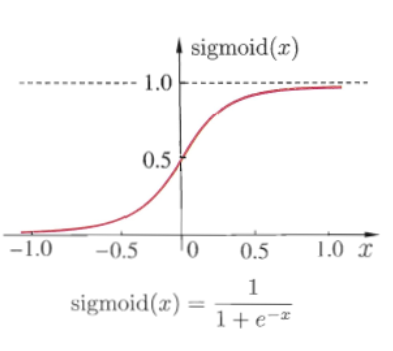 sigmoid(x)
1.0
0.5
−1.0 −0.5 0 0.5 1.0 x
sigmoid(x) = 1 / (1 + e^{−x})